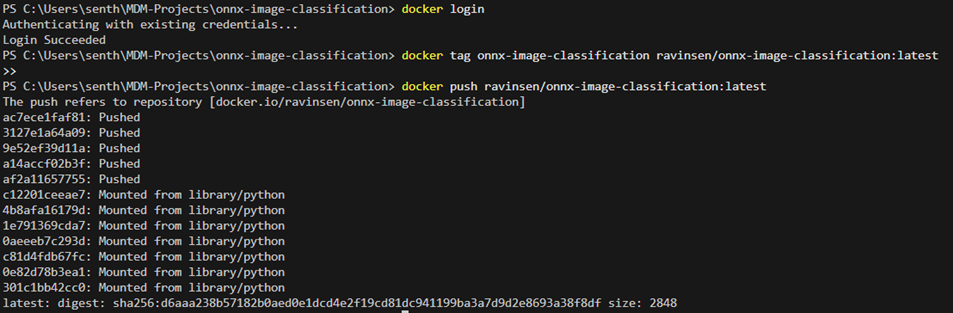 PS C:\Users\senth\MDM-Projects\onnx-image-classification> docker login
Authenticating with existing credentials...
Login Succeeded
PS C:\Users\senth\MDM-Projects\onnx-image-classification> docker tag onnx-image-classification ravinsen/onnx-image-classification:latest
>>
PS C:\Users\senth\MDM-Projects\onnx-image-classification> docker push ravinsen/onnx-image-classification:latest
The push refers to repository [docker.io/ravinsen/onnx-image-classification]
ac7ece1faf81: Pushed
3127e1a64a09: Pushed
9e52ef39d11a: Pushed
a14accf02b3f: Pushed
af2a11657755: Pushed
c12201ceeae7: Mounted from library/python
4b8afa16179d: Mounted from library/python
1e791369cda7: Mounted from library/python
0aeeeb7c293d: Mounted from library/python
c81d4fdb67fc: Mounted from library/python
0e82d78b3ea1: Mounted from library/python
301c1bb42cc0: Mounted from library/python
latest: digest: sha256:d6aaa238b57182b0aed0e1dcd4e2f19cd81dc941199ba3a7d9d2e8693a38f8df size: 2848